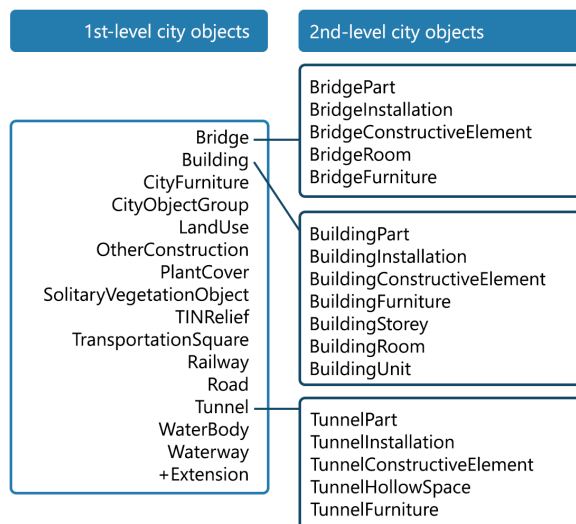 1st-level city objects
2nd-level city objects
Bridge
Building
CityFurniture
CityObjectGroup
LandUse
OtherConstruction
PlantCover
SolitaryVegetationObject
TINRelief
TransportationSquare
Railway
Road
Tunnel
WaterBody
Waterway
+Extension
BridgePart
BridgeInstallation
BridgeConstructiveElement
BridgeRoom
BridgeFurniture
BuildingPart
BuildingInstallation
BuildingConstructiveElement
BuildingFurniture
BuildingStorey
BuildingRoom
BuildingUnit
TunnelPart
TunnelInstallation
TunnelConstructiveElement
TunnelHollowSpace
TunnelFurniture